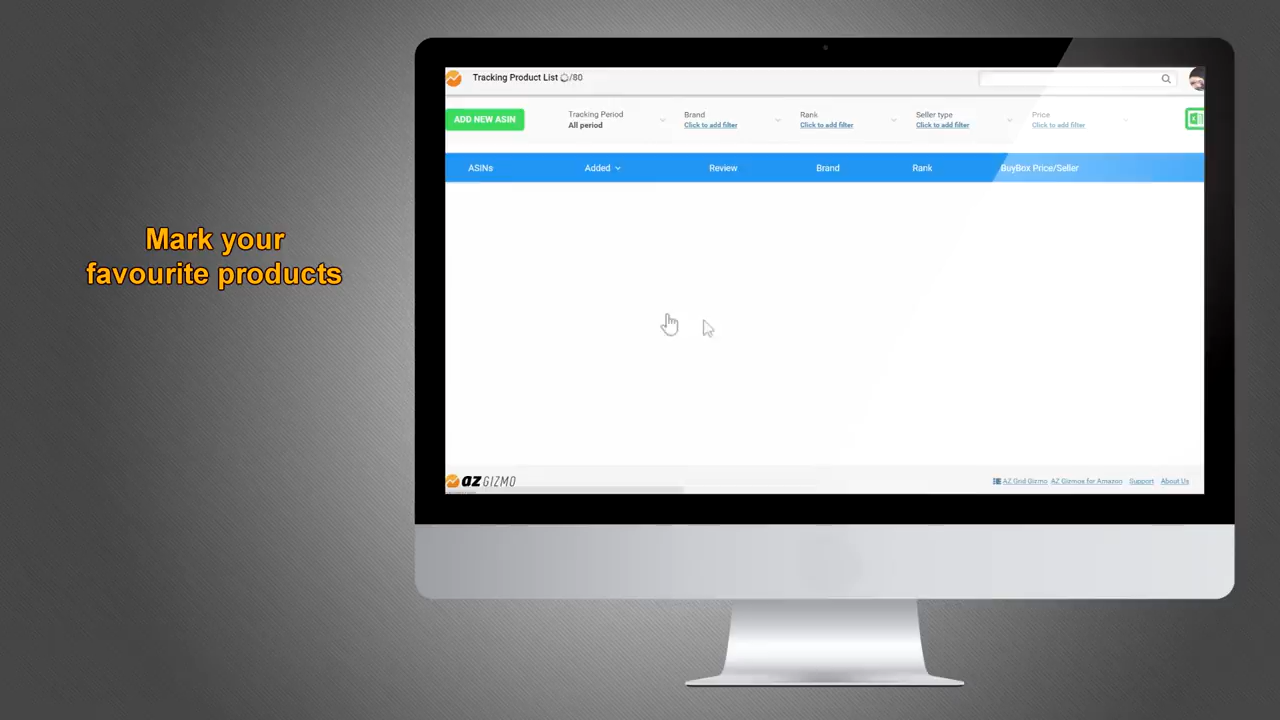 Mark your
favourite products
Tracking Product List /80
ADD NEW ASIN
Tracking Period
All period
Brand
Click to add filter
Rank
Click to add filter
Seller type
Click to add filter
Price
Click to add filter
ASINs Added Review Brand Rank BuyBox Price/Seller
AZ GIZMO
AZ Grid Gizmo AZ Gizmos for Amazon Support About Us